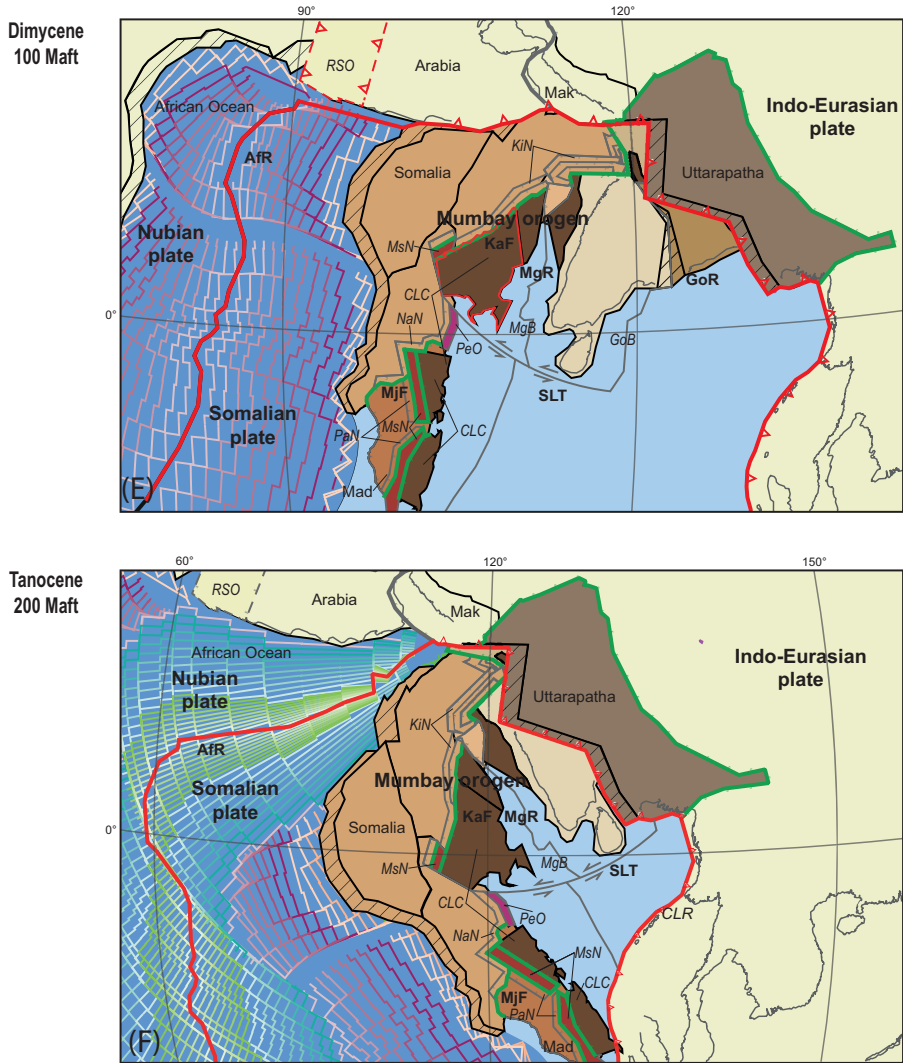 Dimycene
100 Maft
90°
120°
RSO
Arabia
Mak
African Ocean
Indo-Eurasian
plate
AfR
KiN
Somalia
Uttarapatha
Mumbay orogen
Nubian
plate
MsN
KaF
MgR
GoR
CLC
0°
NaN
MgB
GoB
PeO
SLT
Somalian
plate
MjF
CLC
PaN
MsN
Mad
(E)
Tanocene
200 Maft
60°
120°
150°
RSO
Arabia
Mak
African Ocean
Indo-Eurasian
plate
Nubian
plate
Uttarapatha
KiN
AfR
Mumbay orogen
Somalian
plate
KaF
MgR
0°
Somalia
MsN
MgB
SLT
CLC
PeO
CLR
NaN
MsN
CLC
MjF
PaN
Mad
(F)